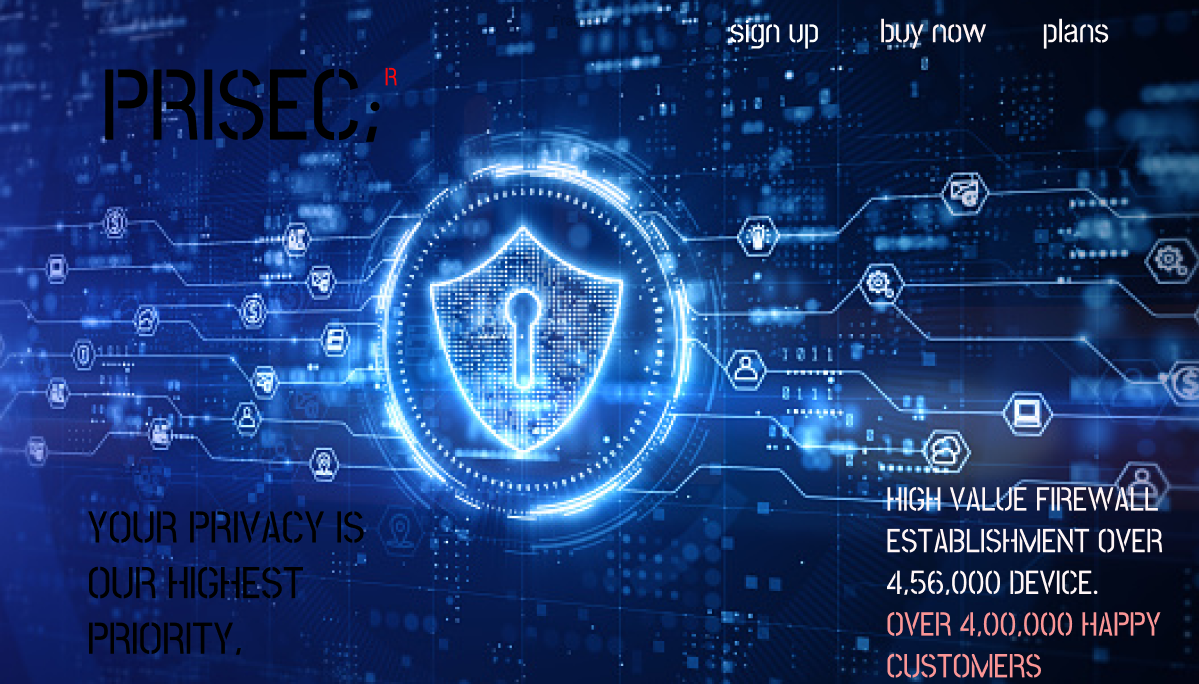 sign up buy now plans
PRISEC;R
YOUR PRIVACY IS
OUR HIGHEST
PRIORITY,
HIGH VALUE FIREWALL
ESTABLISHMENT OVER
4,56,000 DEVICE.
OVER 4,00,000 HAPPY
CUSTOMERS